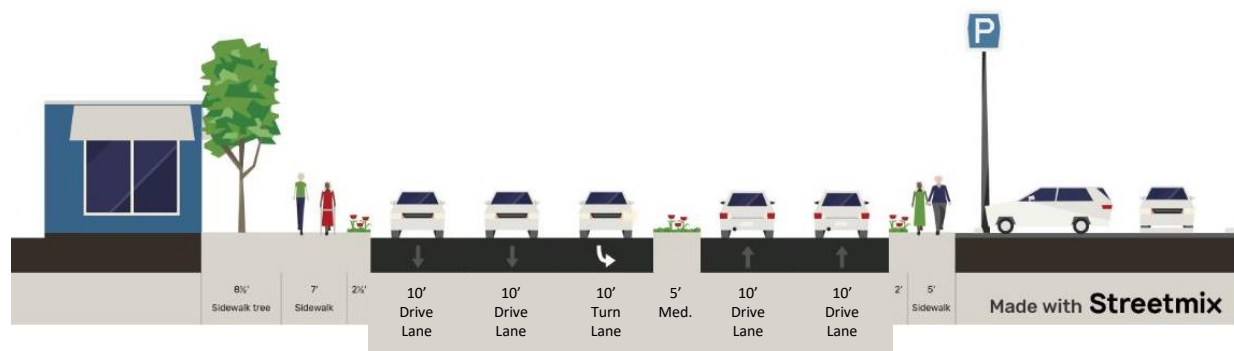 P
8½'
Sidewalk tree
7'
Sidewalk
2½'
10'
Drive
Lane
10'
Drive
Lane
10'
Turn
Lane
5'
Med.
10'
Drive
Lane
10'
Drive
Lane
2'
5'
Sidewalk
Made with Streetmix